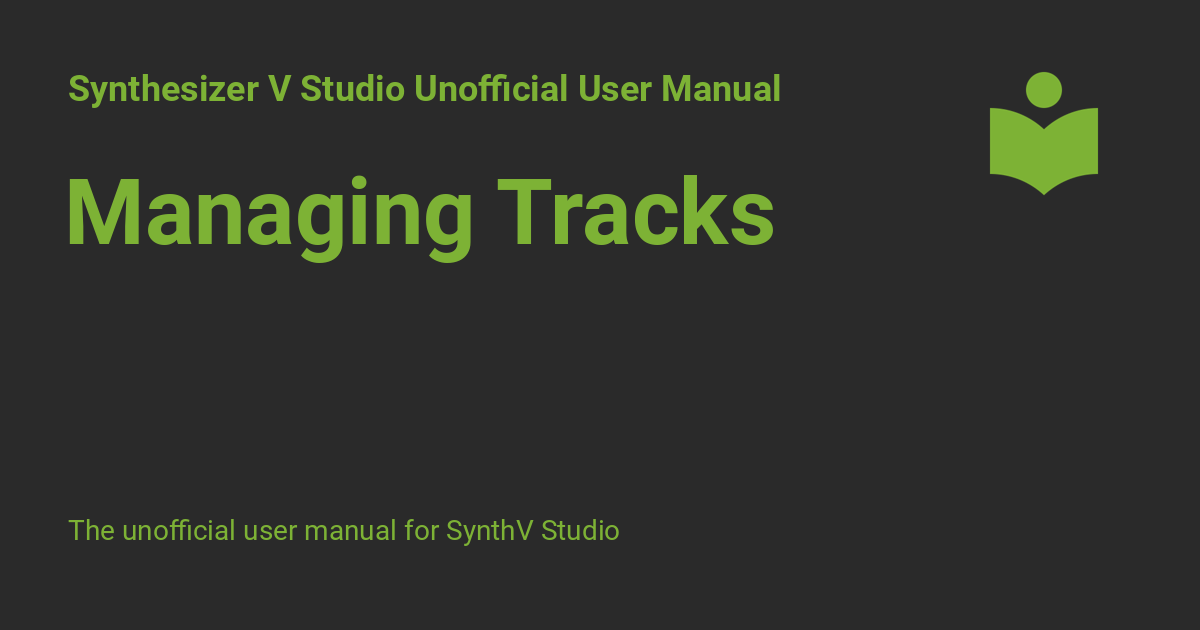 Synthesizer V Studio Unofficial User Manual
Managing Tracks
The unofficial user manual for SynthV Studio